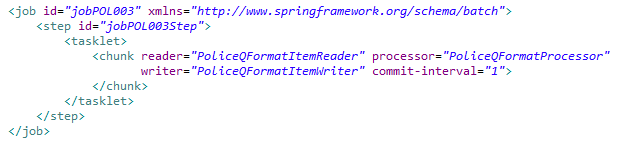 <job id="jobPOL003" xmlns="http://www.springframework.org/schema/batch">
<step id="jobPOL003Step">
<tasklet>
<chunk reader="PoliceQFormatItemReader" processor="PoliceQFormatProcessor"
writer="PoliceQFormatItemWriter" commit-interval="1">
</chunk>
</tasklet>
</step>
</job>